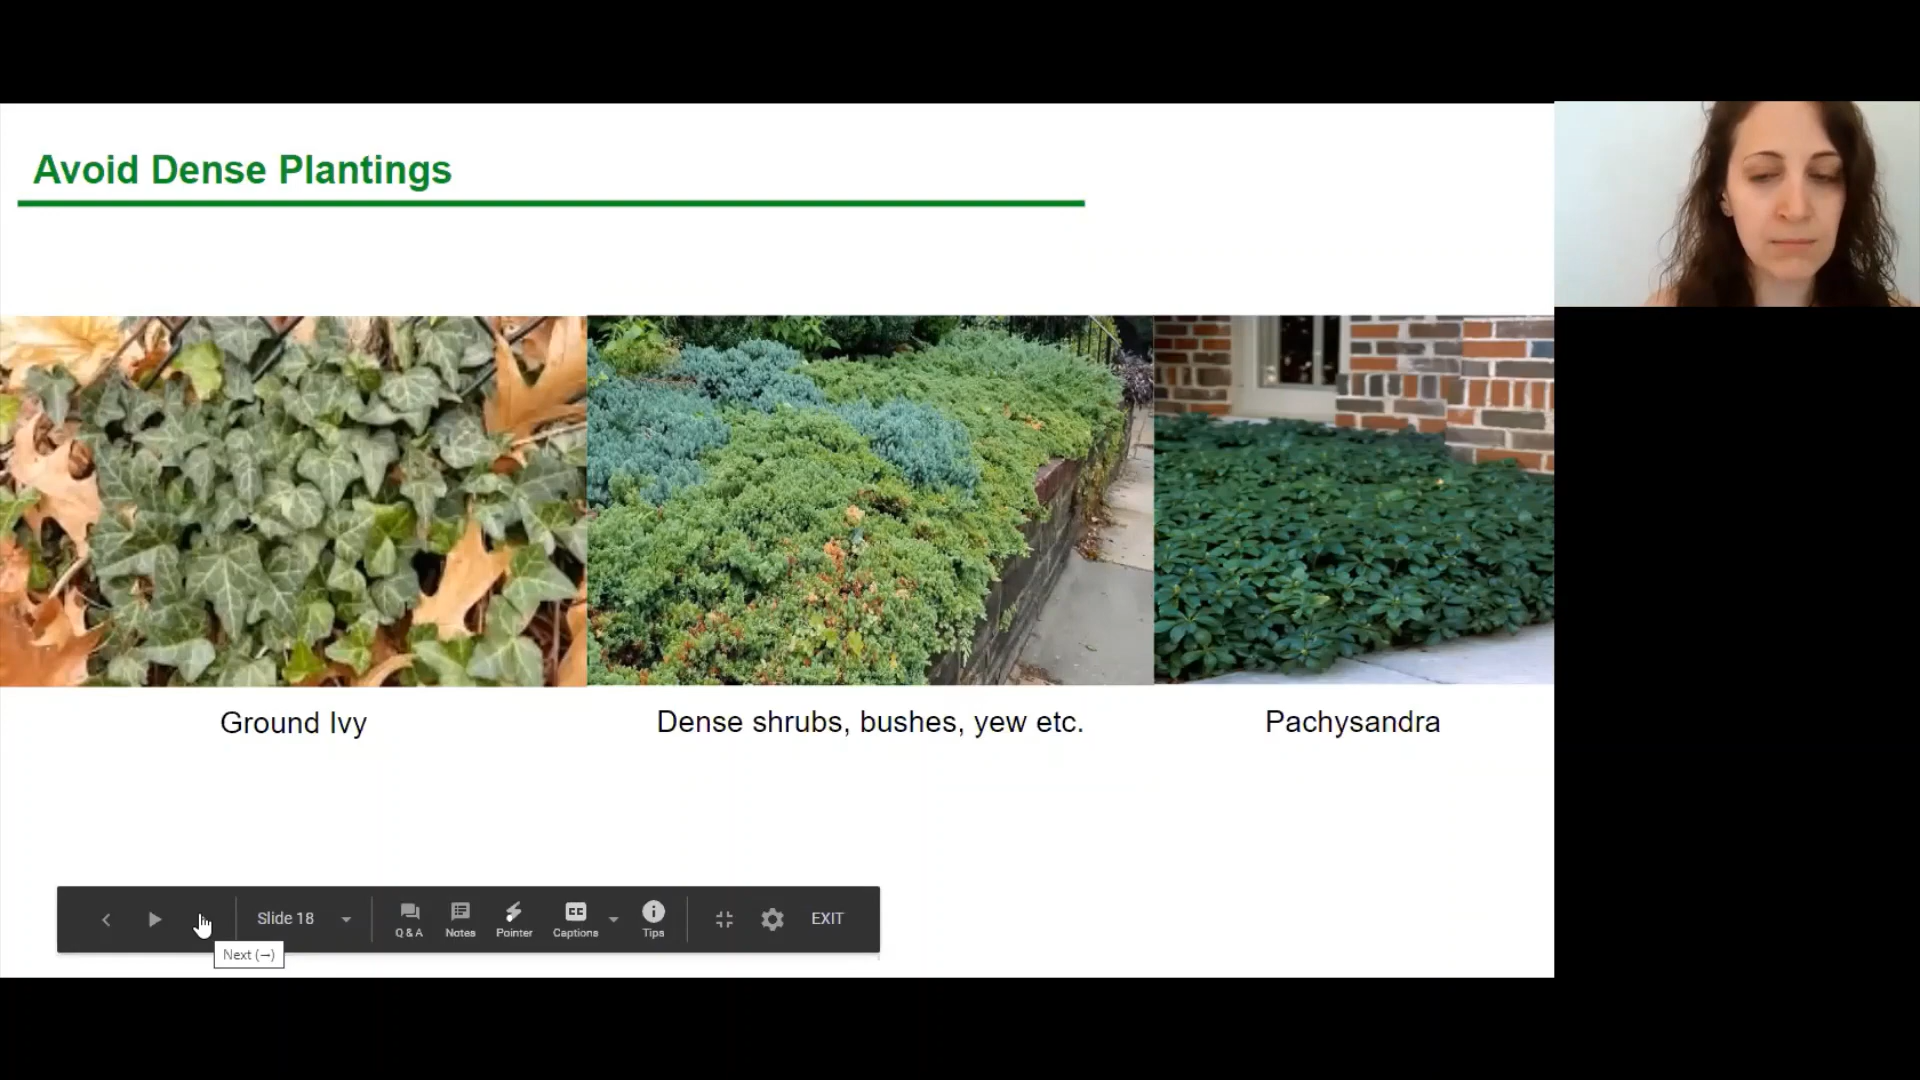 Avoid Dense Plantings
Ground Ivy
Dense shrubs, bushes, yew etc.
Pachysandra
Slide 18
Q & A
Notes
Pointer
CC
Captions
Tips
EXIT
Next (→)